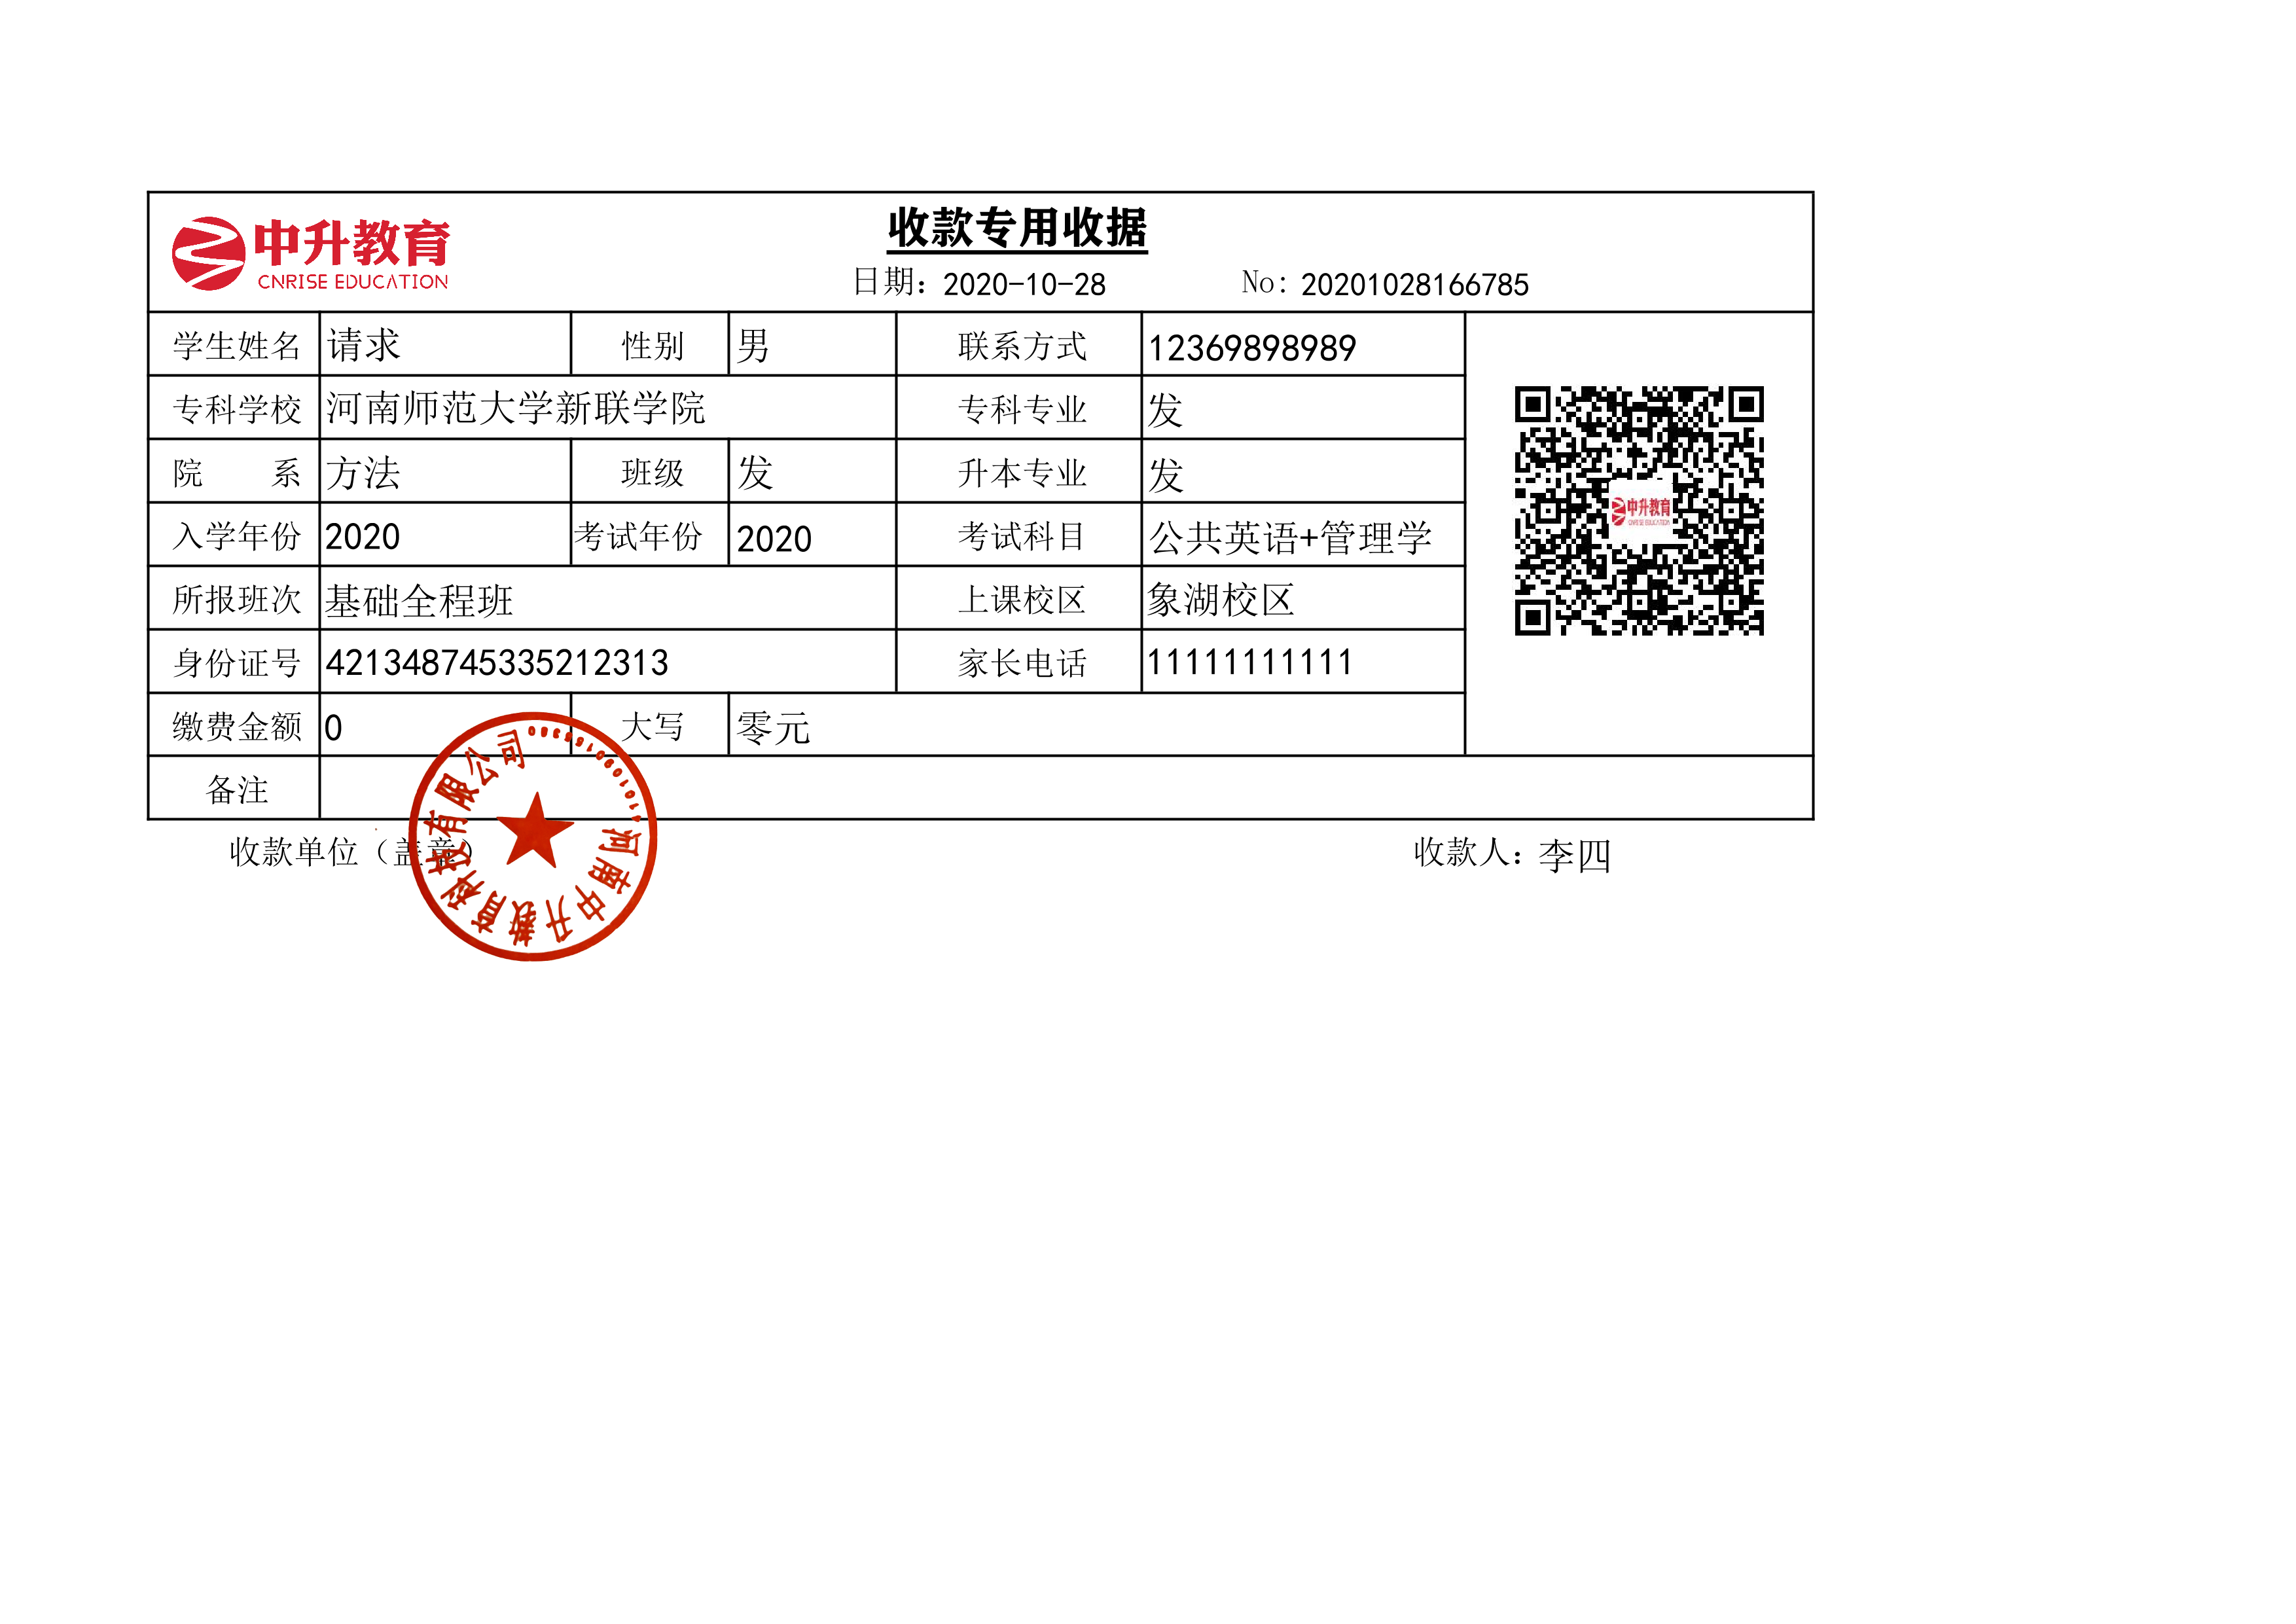 中升教育
CNRISE EDUCATION
收款专用收据
日期：2020-10-28 No：20201028166785
学生姓名 请求 性别 男 联系方式 12369898989
专科学校 河南师范大学新联学院 专科专业 发
院 系 方法 班级 发 升本专业 发
入学年份 2020 考试年份 2020 考试科目 公共英语+管理学
所报班次 基础全程班 上课校区 象湖校区
身份证号 421348745335212313 家长电话 11111111111
缴费金额 0 大写 零元
备注
收款单位（盖章） 收款人：李四
河南中升教育科技有限公司
中升教育
CNRISE EDUCATION